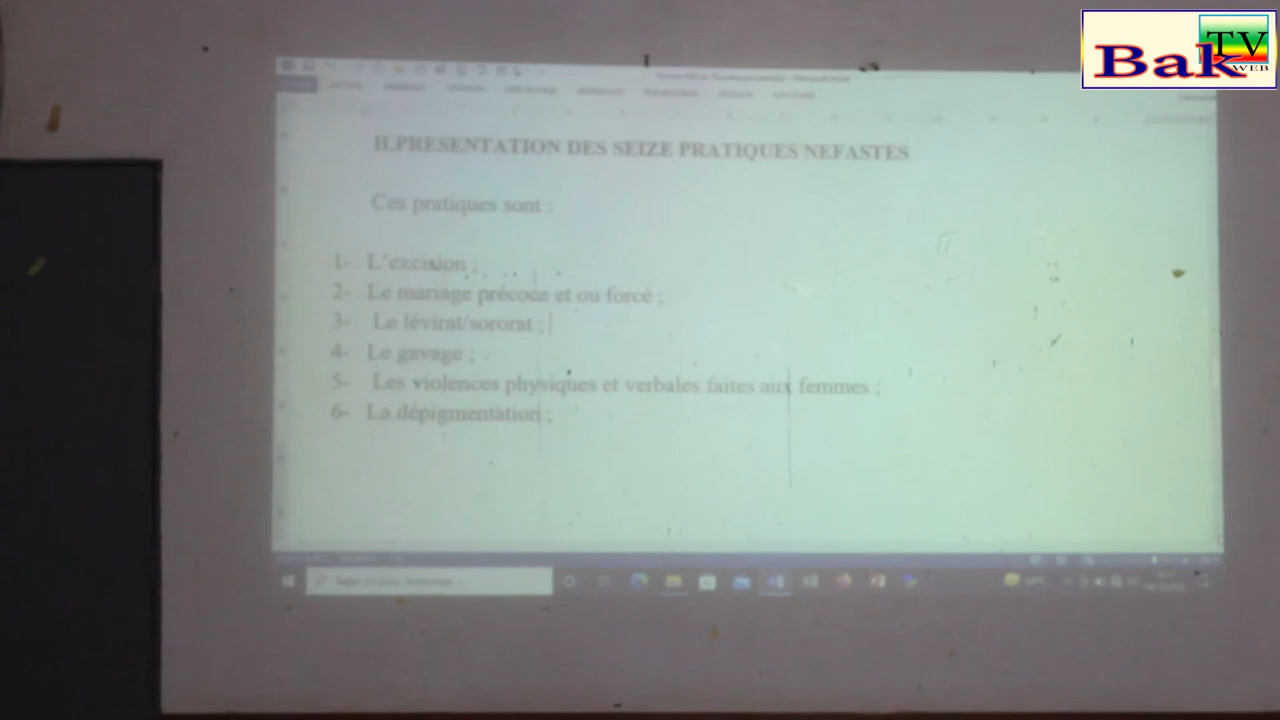 Bak TV
WEB
II.PRESENTATION DES SEIZE PRATIQUES NEFASTES
Ces pratiques sont :
1- L'excision ;
2- Le mariage précoce et ou forcé ;
3- Le lévirat/sororat ;
4- Le gavage ;
5- Les violences physiques et verbales faites aux femmes ;
6- La dépigmentation ;